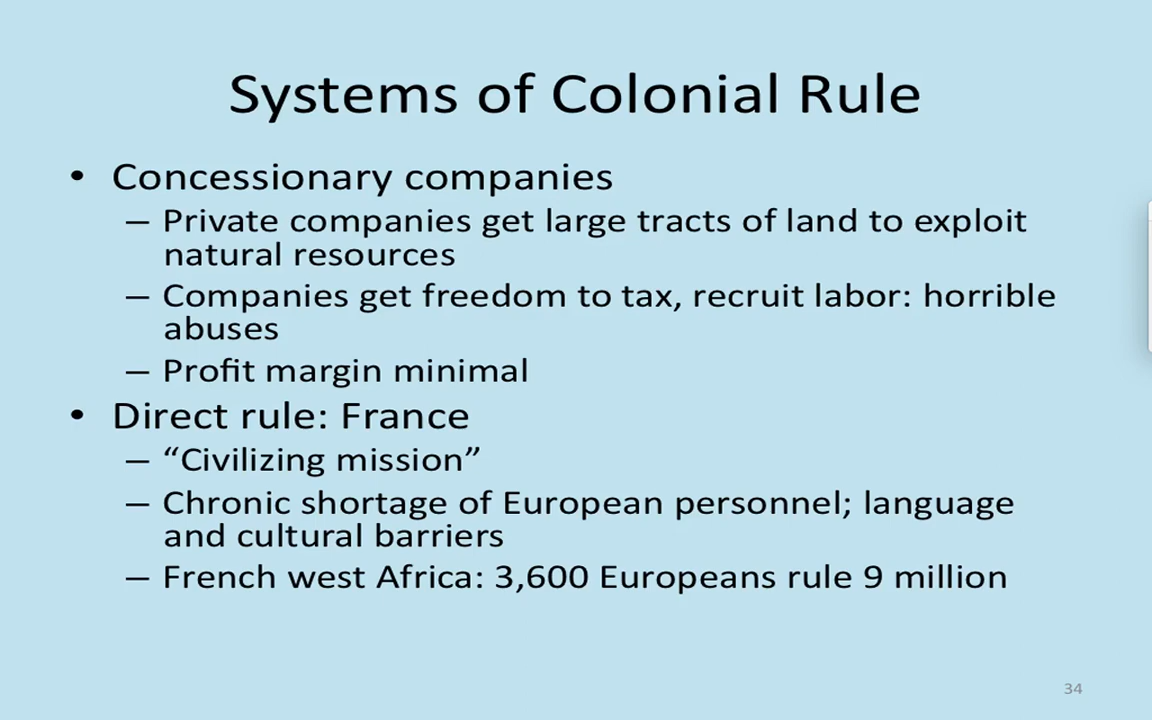 Systems of Colonial Rule
• Concessionary companies
– Private companies get large tracts of land to exploit
natural resources
– Companies get freedom to tax, recruit labor: horrible
abuses
– Profit margin minimal
• Direct rule: France
– “Civilizing mission”
– Chronic shortage of European personnel; language
and cultural barriers
– French west Africa: 3,600 Europeans rule 9 million
34